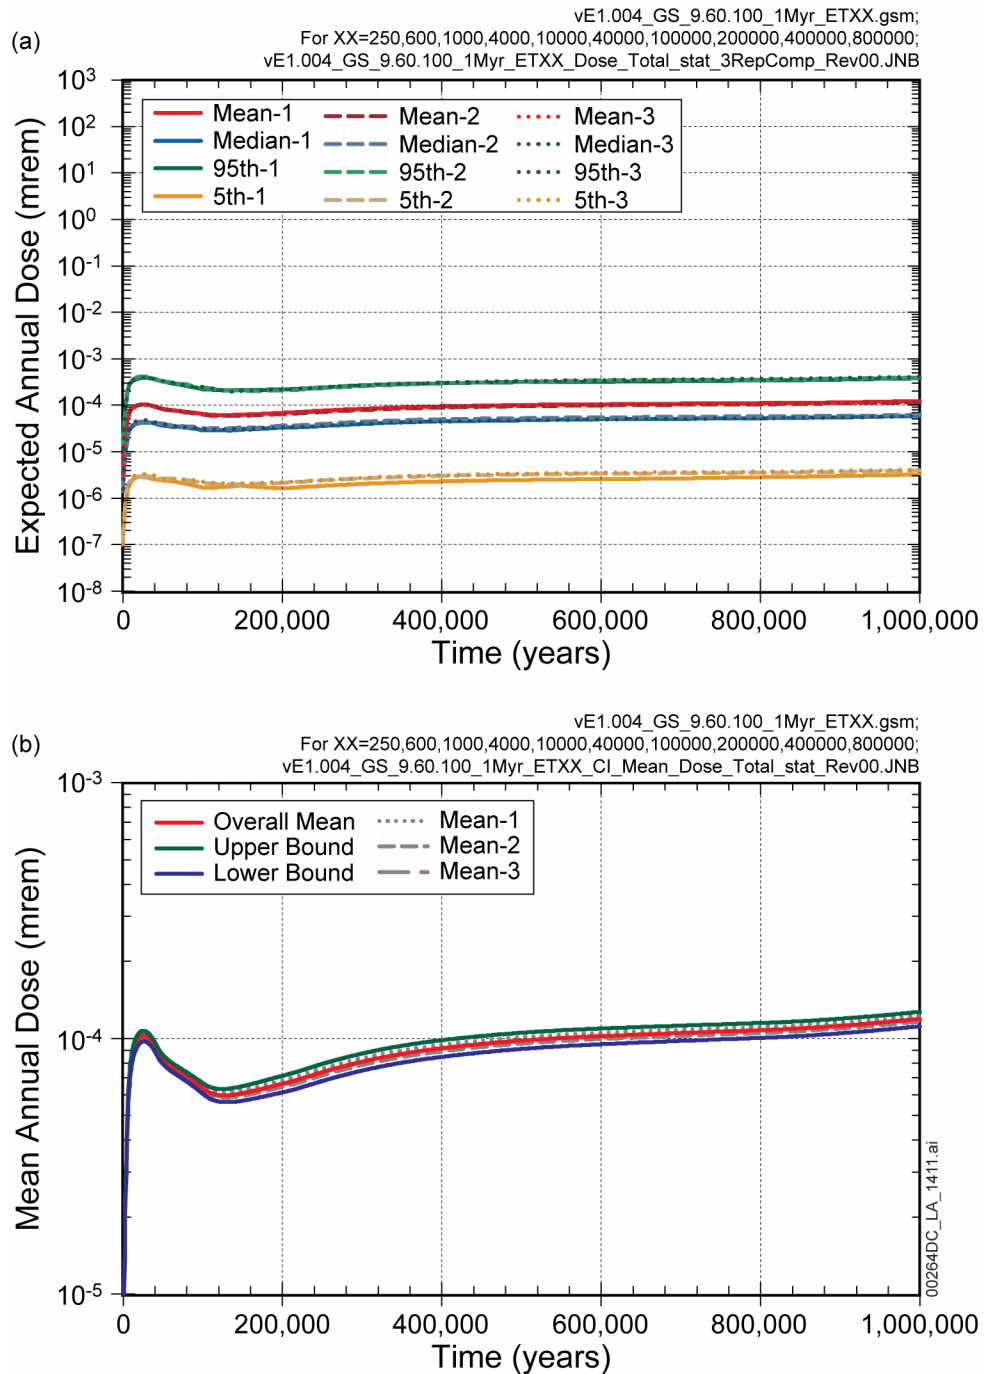 vE1.004_GS_9.60.100_1Myr_ETXX.gsm;
(a)
For XX=250,600,1000,4000,10000,40000,100000,200000,400000,800000;
vE1.004_GS_9.60.100_1Myr_ETXX_Dose_Total_stat_3RepComp_Rev00.JNB
Mean-1 Mean-2 Mean-3
Median-1 Median-2 Median-3
95th-1 95th-2 95th-3
5th-1 5th-2 5th-3
Expected Annual Dose (mrem)
10³
10²
10¹
10⁰
10⁻¹
10⁻²
10⁻³
10⁻⁴
10⁻⁵
10⁻⁶
10⁻⁷
10⁻⁸
0 200,000 400,000 600,000 800,000 1,000,000
Time (years)
vE1.004_GS_9.60.100_1Myr_ETXX.gsm;
(b)
For XX=250,600,1000,4000,10000,40000,100000,200000,400000,800000;
vE1.004_GS_9.60.100_1Myr_ETXX_CI_Mean_Dose_Total_stat_Rev00.JNB
Overall Mean Mean-1
Upper Bound Mean-2
Lower Bound Mean-3
Mean Annual Dose (mrem)
10⁻³
10⁻⁴
10⁻⁵
0 200,000 400,000 600,000 800,000 1,000,000
Time (years)
00264DC_LA_1411.ai